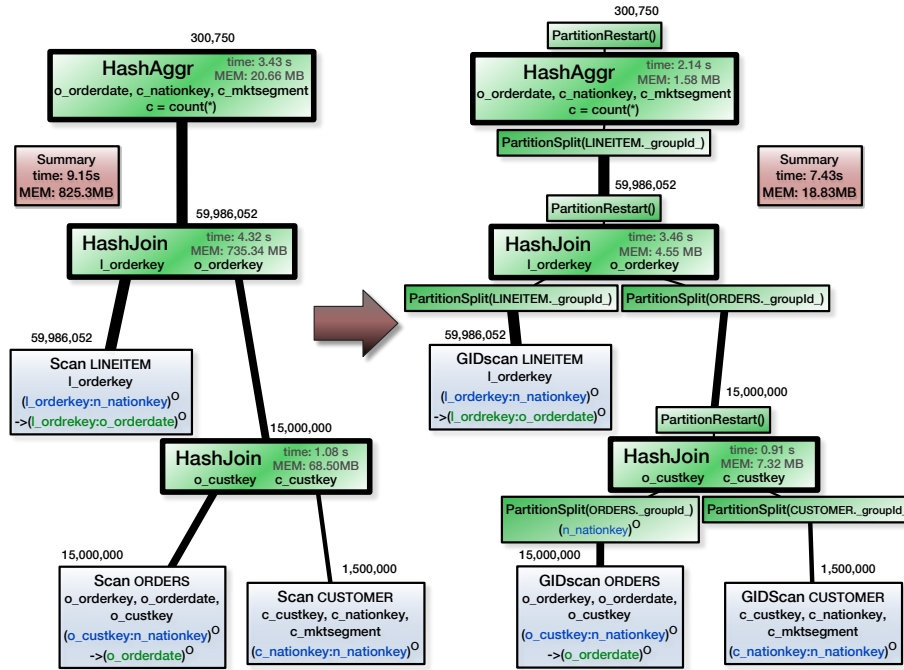 300,750
HashAggr
time: 3.43 s
MEM: 20.66 MB
o_orderdate, c_nationkey, c_mktsegment
c = count(*)
Summary
time: 9.15s
MEM: 825.3MB
59,986,052
HashJoin
time: 4.32 s
MEM: 735.34 MB
l_orderkey o_orderkey
59,986,052
Scan LINEITEM
l_orderkey
(l_orderkey:n_nationkey)O
->(l_ordrekey:o_orderdate)O
15,000,000
HashJoin
time: 1.08 s
MEM: 68.50MB
o_custkey c_custkey
15,000,000
Scan ORDERS
o_orderkey, o_orderdate,
o_custkey
(o_custkey:n_nationkey)O
->(o_orderdate)O
1,500,000
Scan CUSTOMER
c_custkey, c_nationkey,
c_mktsegment
(c_nationkey:n_nationkey)O
300,750
PartitionRestart()
HashAggr
time: 2.14 s
MEM: 1.58 MB
o_orderdate, c_nationkey, c_mktsegment
c = count(*)
PartitionSplit(LINEITEM._groupId_)
Summary
time: 7.43s
MEM: 18.83MB
59,986,052
PartitionRestart()
HashJoin
time: 3.46 s
MEM: 4.55 MB
l_orderkey o_orderkey
PartitionSplit(LINEITEM._groupId_)
PartitionSplit(ORDERS._groupId_)
59,986,052
GIDscan LINEITEM
l_orderkey
(l_orderkey:n_nationkey)O
->(l_ordrekey:o_orderdate)O
15,000,000
PartitionRestart()
HashJoin
time: 0.91 s
MEM: 7.32 MB
o_custkey c_custkey
PartitionSplit(ORDERS._groupId_)
(n_nationkey)O
PartitionSplit(CUSTOMER._groupId_)
15,000,000
GIDscan ORDERS
o_orderkey, o_orderdate,
o_custkey
(o_custkey:n_nationkey)O
->(o_orderdate)O
1,500,000
GIDScan CUSTOMER
c_custkey, c_nationkey,
c_mktsegment
(c_nationkey:n_nationkey)O